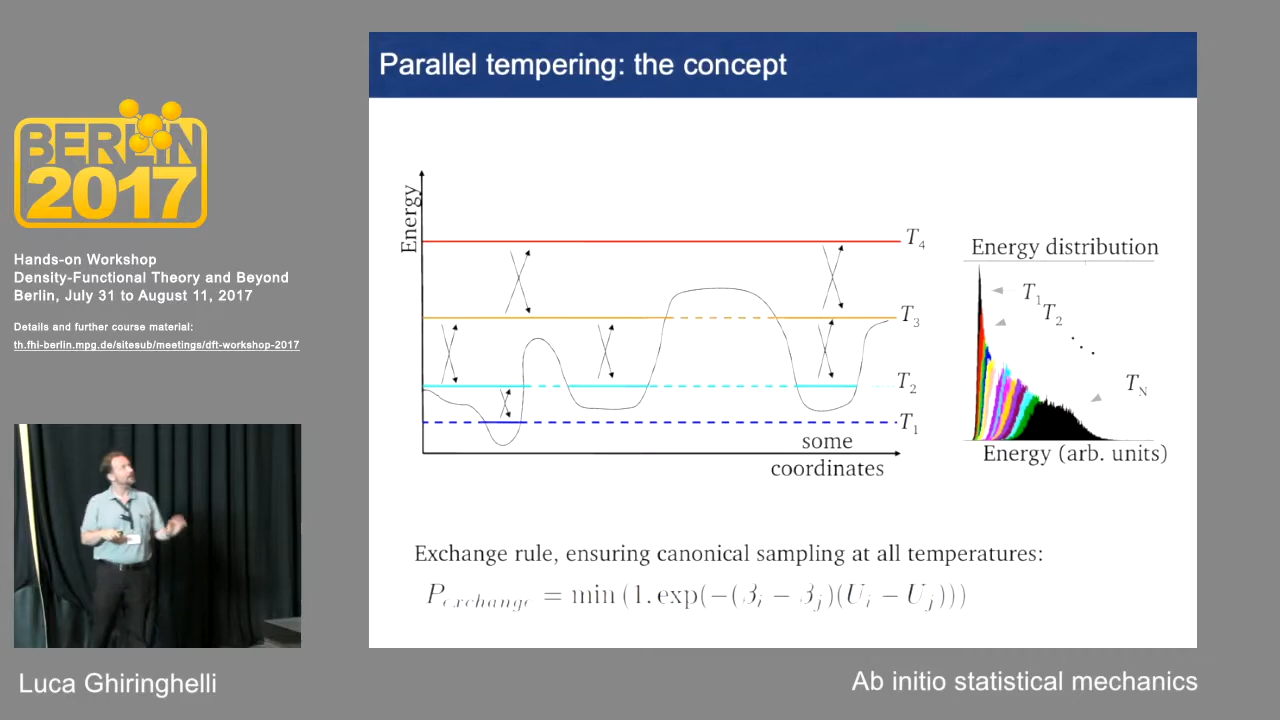 Parallel tempering: the concept
BERLIN
2017
Hands-on Workshop
Density-Functional Theory and Beyond
Berlin, July 31 to August 11, 2017
Details and further course material:
th.fhi-berlin.mpg.de/sitesub/meetings/dft-workshop-2017
Energy
T4
T3
T2
T1
some
coordinates
Energy distribution
T1
T2
TN
Energy (arb. units)
Exchange rule, ensuring canonical sampling at all temperatures:
P_exchange = min(1.exp(−(β_i − β_j)(U_i − U_j)))
Luca Ghiringhelli
Ab initio statistical mechanics